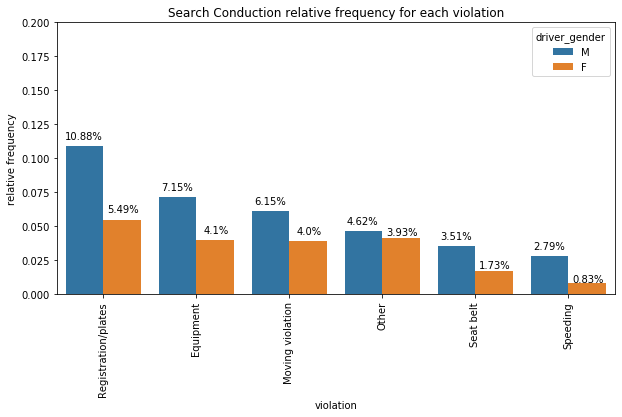 Search Conduction relative frequency for each violation
0.200
0.175
0.150
0.125
0.100
0.075
0.050
0.025
0.000
relative frequency
driver_gender
M
F
10.88%
5.49%
7.15%
4.1%
6.15%
4.0%
4.62%
3.93%
3.51%
1.73%
2.79%
0.83%
Registration/plates
Equipment
Moving violation
Other
Seat belt
Speeding
violation